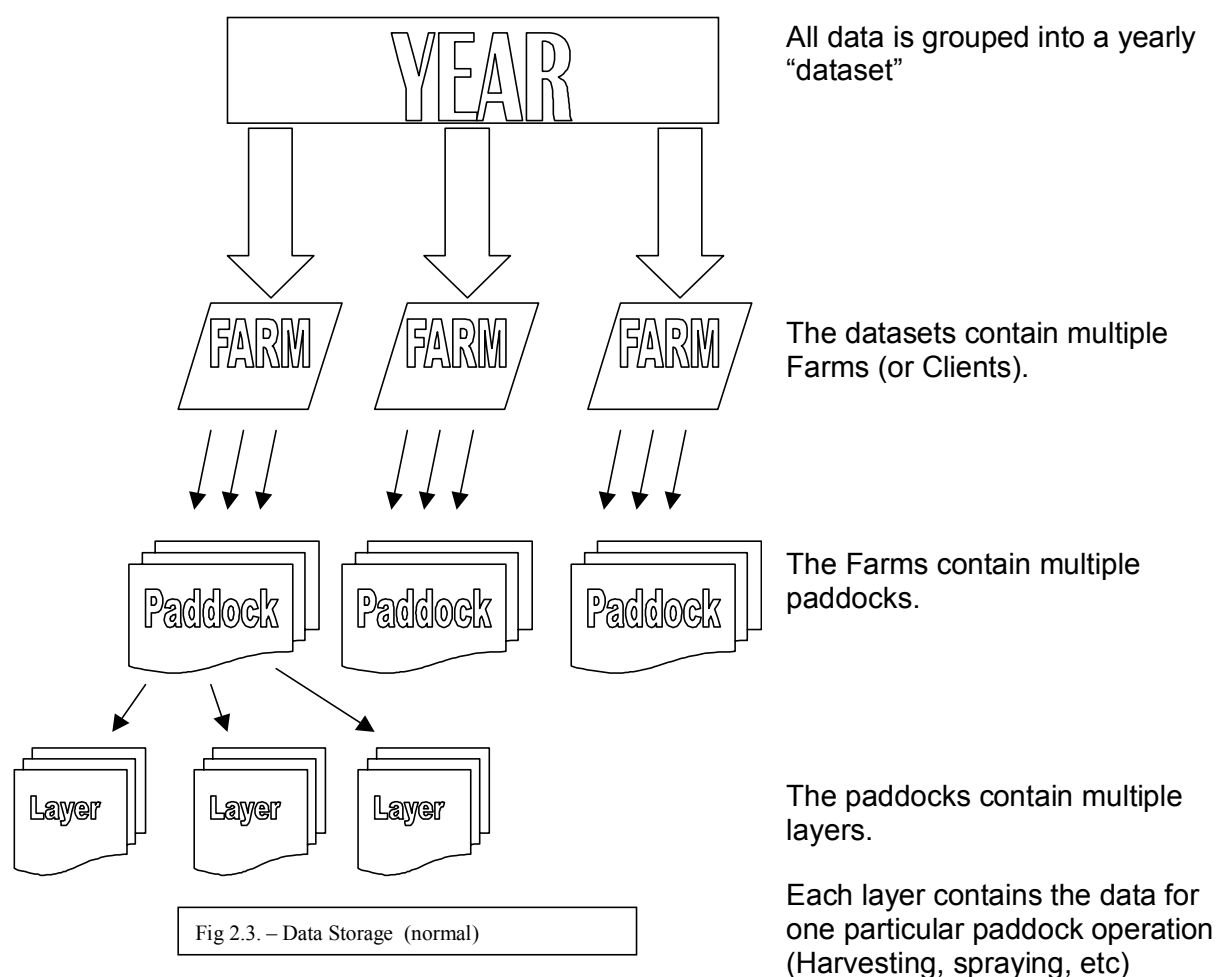 YEAR
All data is grouped into a yearly
“dataset”
FARM
FARM
FARM
The datasets contain multiple
Farms (or Clients).
Paddock
Paddock
Paddock
The Farms contain multiple
paddocks.
Layer
Layer
Layer
The paddocks contain multiple
layers.
Each layer contains the data for
one particular paddock operation
(Harvesting, spraying, etc)
Fig 2.3. – Data Storage (normal)